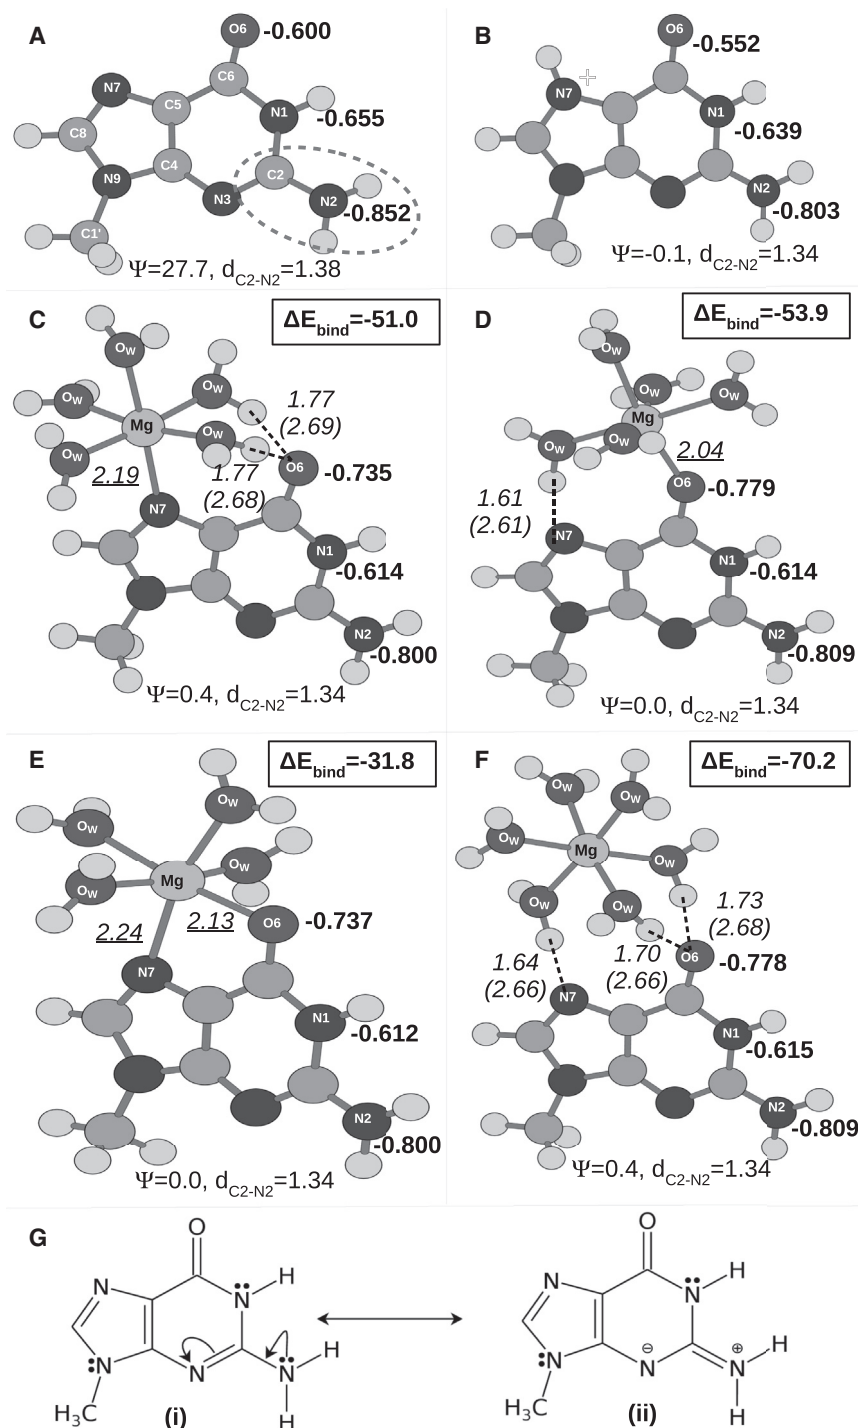 A
O6
-0.600
C6
N7
C5
N1
-0.655
C8
C4
C2
N9
N3
N2
-0.852
C1'
Ψ=27.7, dC2-N2=1.38
B
O6
-0.552
N7
N1
-0.639
N2
-0.803
Ψ=-0.1, dC2-N2=1.34
C
ΔEbind=-51.0
OW
OW
OW
Mg
OW
OW
1.77
(2.69)
2.19
1.77
(2.68)
O6
-0.735
N7
N1
-0.614
N2
-0.800
Ψ=0.4, dC2-N2=1.34
D
ΔEbind=-53.9
OW
OW
OW
Mg
OW
OW
2.04
O6
-0.779
1.61
(2.61)
N7
N1
-0.614
N2
-0.809
Ψ=0.0, dC2-N2=1.34
E
ΔEbind=-31.8
OW
OW
OW
Mg
OW
2.24
2.13
O6
-0.737
N7
N1
-0.612
N2
-0.800
Ψ=0.0, dC2-N2=1.34
F
ΔEbind=-70.2
OW
OW
OW
Mg
OW
OW
OW
1.73
(2.68)
1.64
(2.66)
1.70
(2.66)
O6
-0.778
N7
N1
-0.615
N2
-0.809
Ψ=0.4, dC2-N2=1.34
G
O
N
N
H
N
N
N
H
H
H3C
(i)
O
N
N
H
N
N
⊖
N
⊕
H
H
H3C
(ii)